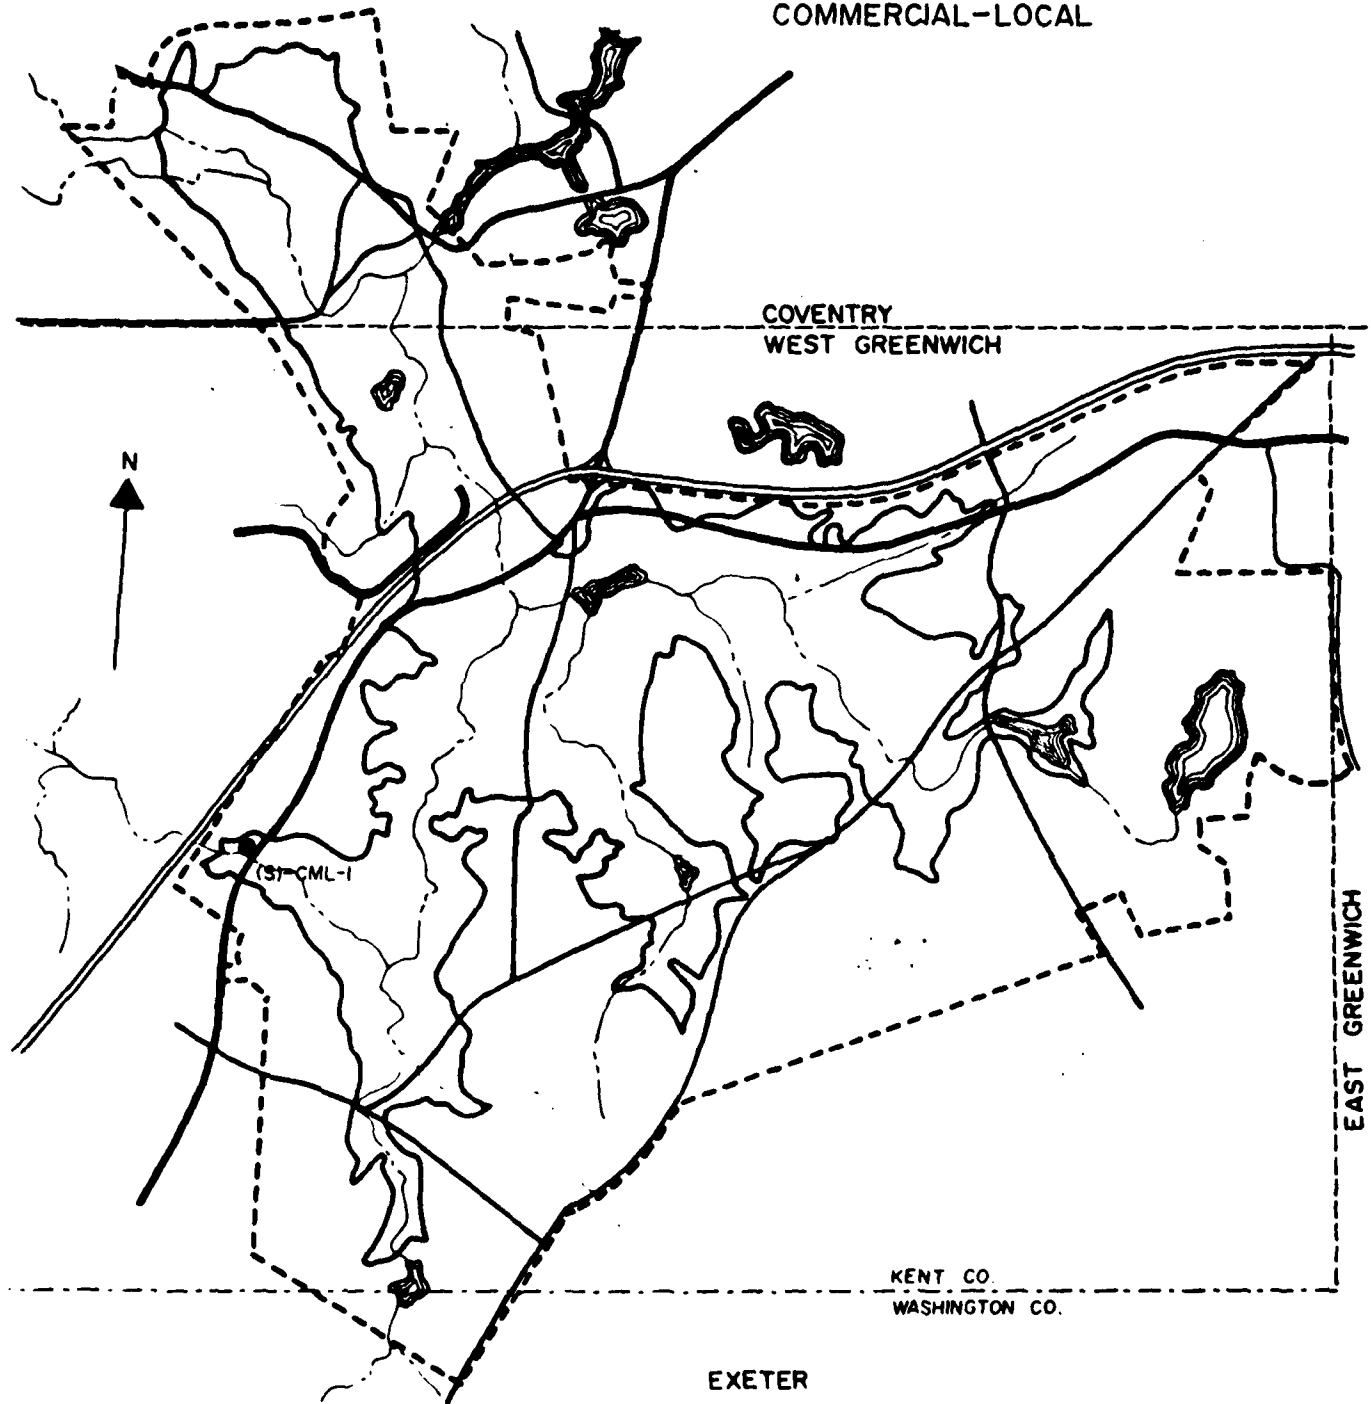 COMMERCIAL-LOCAL
COVENTRY
WEST GREENWICH
N
(S)-CML-1
EAST GREENWICH
KENT CO.
WASHINGTON CO.
EXETER